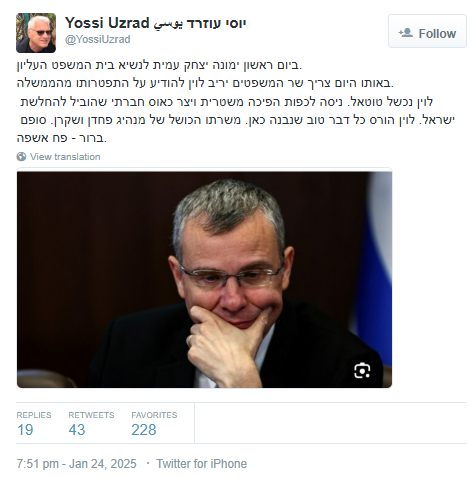 Yossi Uzrad يوسي יוסי עוזרד
@YossiUzrad
Follow
ביום ראשון ימונה יצחק עמית לנשיא בית המשפט העליון.
באותו היום צריך שר המשפטים יריב לוין להודיע על התפטרותו מהממשלה.
לוין נכשל טוטאל. ניסה לכפות הפיכה משטרית ויצר כאוס חברתי שהוביל להחלשת
ישראל. לוין הורס כל דבר טוב שנבנה כאן. משרתו הכושל של מנהיג פחדן ושקרן. סופם
ברור - פח אשפה.
View translation
REPLIES RETWEETS FAVORITES
19 43 228
7:51 pm - Jan 24, 2025 · Twitter for iPhone